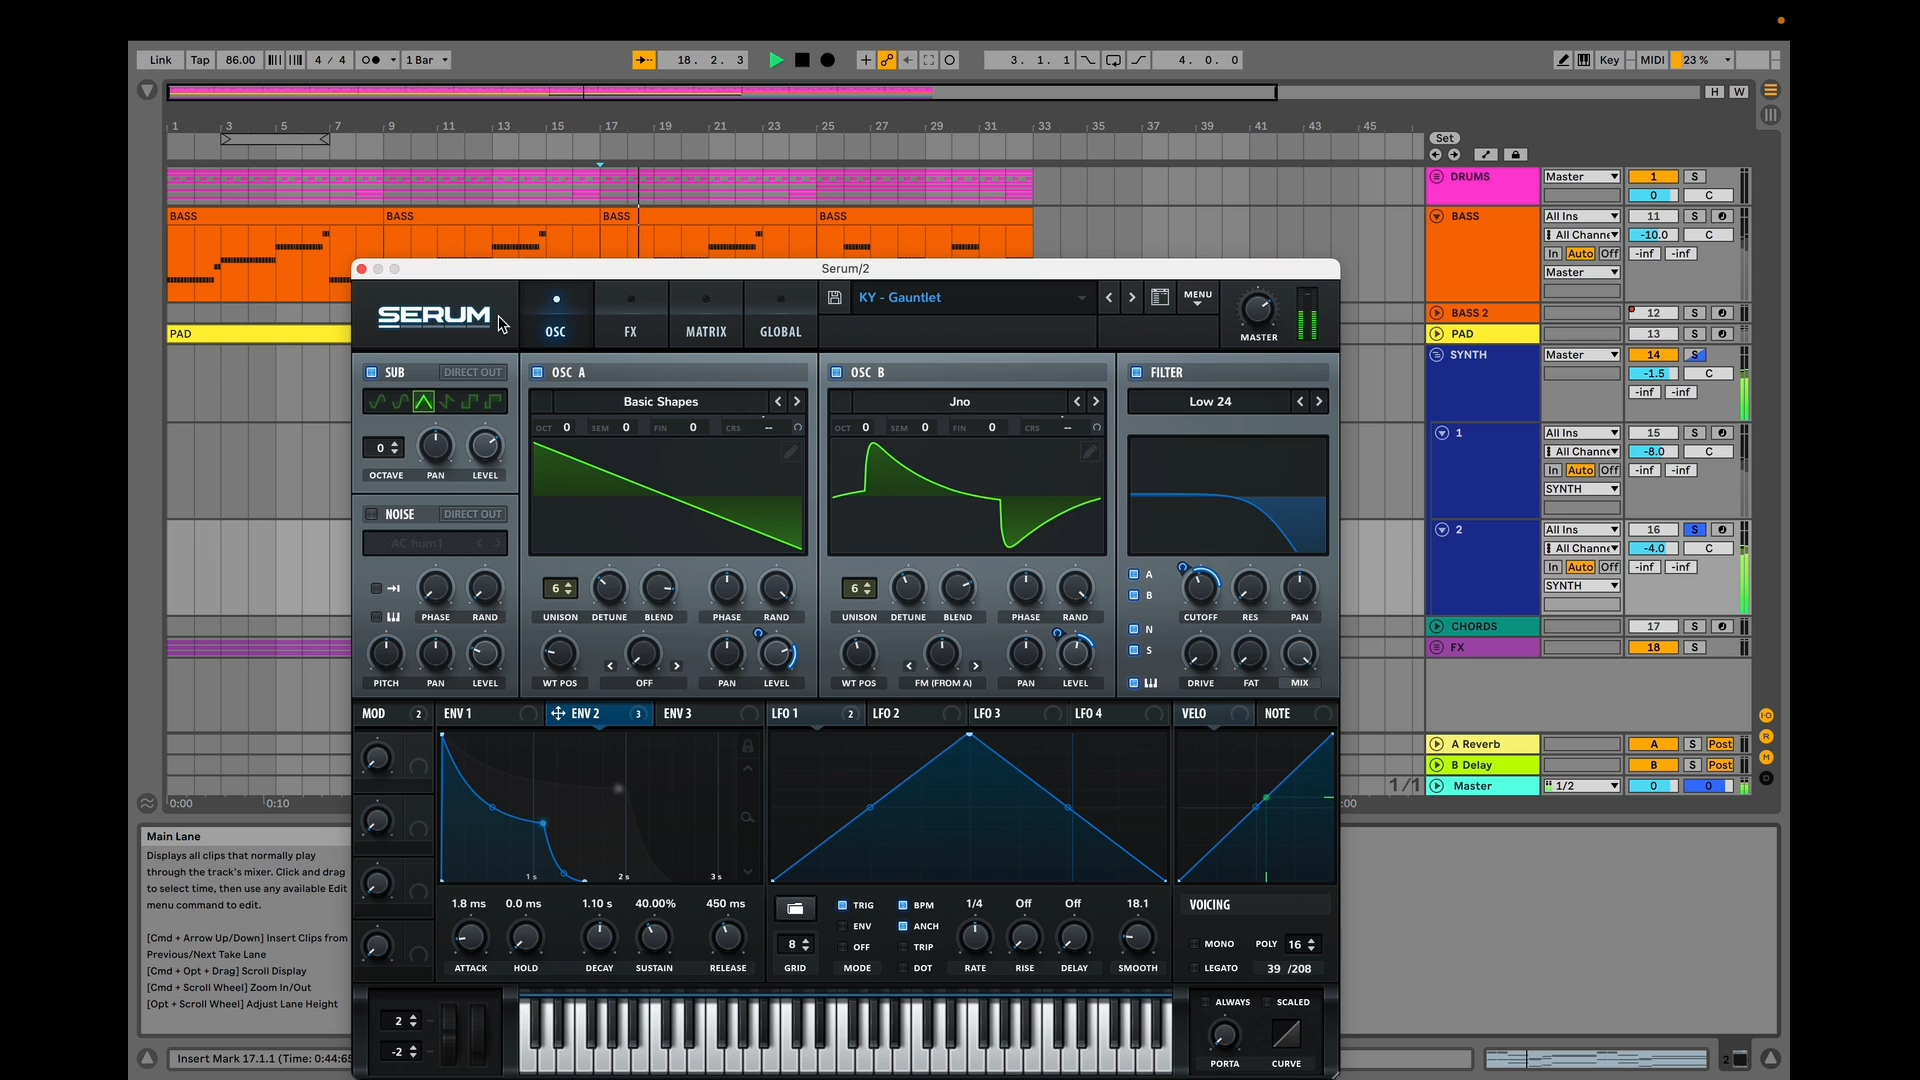 Link Tap 86.00 4 / 4 1 Bar 18. 2. 3 3. 1. 1 4. 0. 0 Key MIDI 23 %
H W
1 3 5 7 9 11 13 15 17 19 21 23 25 27 29 31 33 35 37 39 41 43 45
Set
DRUMS Master 1 S
0 C
BASS BASS BASS BASS
BASS All Ins 11 S
All Channe -10.0 C
In Auto Off -inf -inf
Master
BASS 2 12 S
PAD
PAD 13 S
SYNTH Master 14 S
-1.5 C
-inf -inf
1 All Ins 15 S
All Channe -8.0 C
In Auto Off -inf -inf
SYNTH
2 All Ins 16 S
All Channe -4.0 C
In Auto Off -inf -inf
SYNTH
CHORDS 17 S
FX 18 S
A Reverb A S Post
B Delay B S Post
1/1 Master 1/2 0 0
0:00 0:10 :00
Serum/2
SERUM
OSC FX MATRIX GLOBAL
KY - Gauntlet
MENU
MASTER
SUB DIRECT OUT
0
OCTAVE PAN LEVEL
NOISE DIRECT OUT
AC hum1
PHASE RAND
PITCH PAN LEVEL
OSC A
Basic Shapes
OCT 0 SEM 0 FIN 0 CRS --
6
UNISON DETUNE BLEND PHASE RAND
WT POS OFF PAN LEVEL
OSC B
Jno
OCT 0 SEM 0 FIN 0 CRS --
6
UNISON DETUNE BLEND PHASE RAND
WT POS FM (FROM A) PAN LEVEL
FILTER
Low 24
A
B
N
S
CUTOFF RES PAN
DRIVE FAT MIX
MOD 2 ENV 1 ENV 2 3 ENV 3 LFO 1 2 LFO 2 LFO 3 LFO 4 VELO NOTE
1 s 2 s 3 s
1.8 ms 0.0 ms 1.10 s 40.00% 450 ms
ATTACK HOLD DECAY SUSTAIN RELEASE
8
GRID
TRIG
ENV
OFF
MODE
BPM
ANCH
TRIP
DOT
1/4 Off Off 18.1
RATE RISE DELAY SMOOTH
VOICING
MONO POLY 16
LEGATO 39 /208
ALWAYS SCALED
PORTA CURVE
2
-2
Main Lane
Displays all clips that normally play
through the track's mixer. Click and drag
to select time, then use any available Edit
menu command to edit.
[Cmd + Arrow Up/Down] Insert Clips from
Previous/Next Take Lane
[Cmd + Opt + Drag] Scroll Display
[Cmd + Scroll Wheel] Zoom In/Out
[Opt + Scroll Wheel] Adjust Lane Height
Insert Mark 17.1.1 (Time: 0:44:65
2